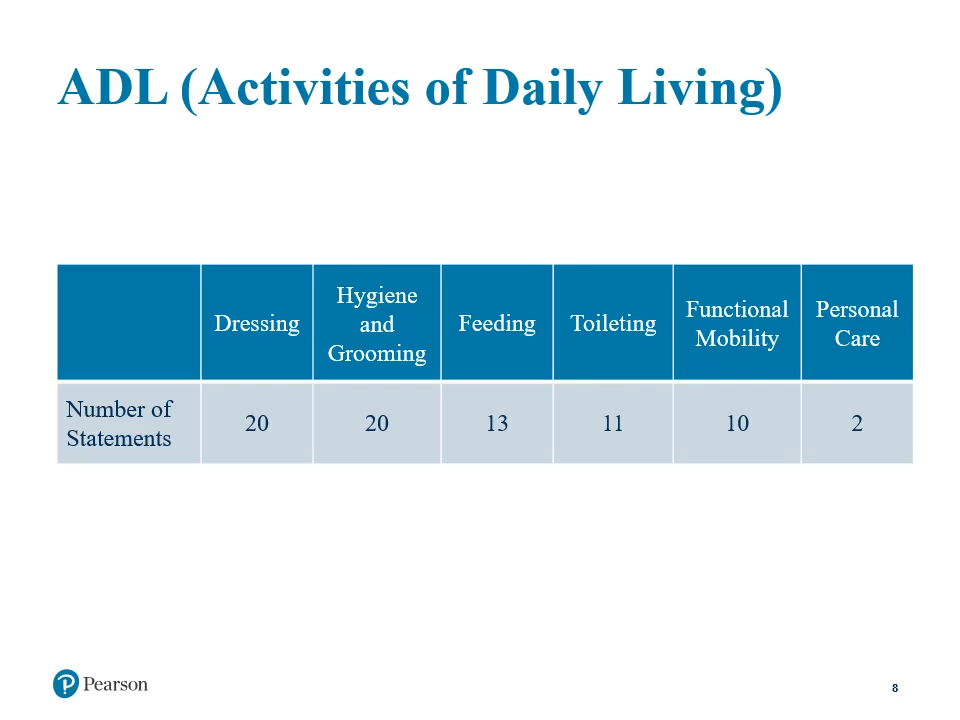 ADL (Activities of Daily Living)
Dressing
Hygiene
and
Grooming
Feeding
Toileting
Functional
Mobility
Personal
Care
Number of
Statements
20
20
13
11
10
2
Pearson
8